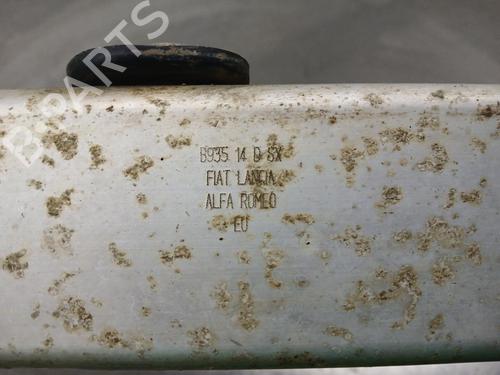 B-PARTS
B935 14 D SX
FIAT LANCIA
ALFA ROMEO
EU